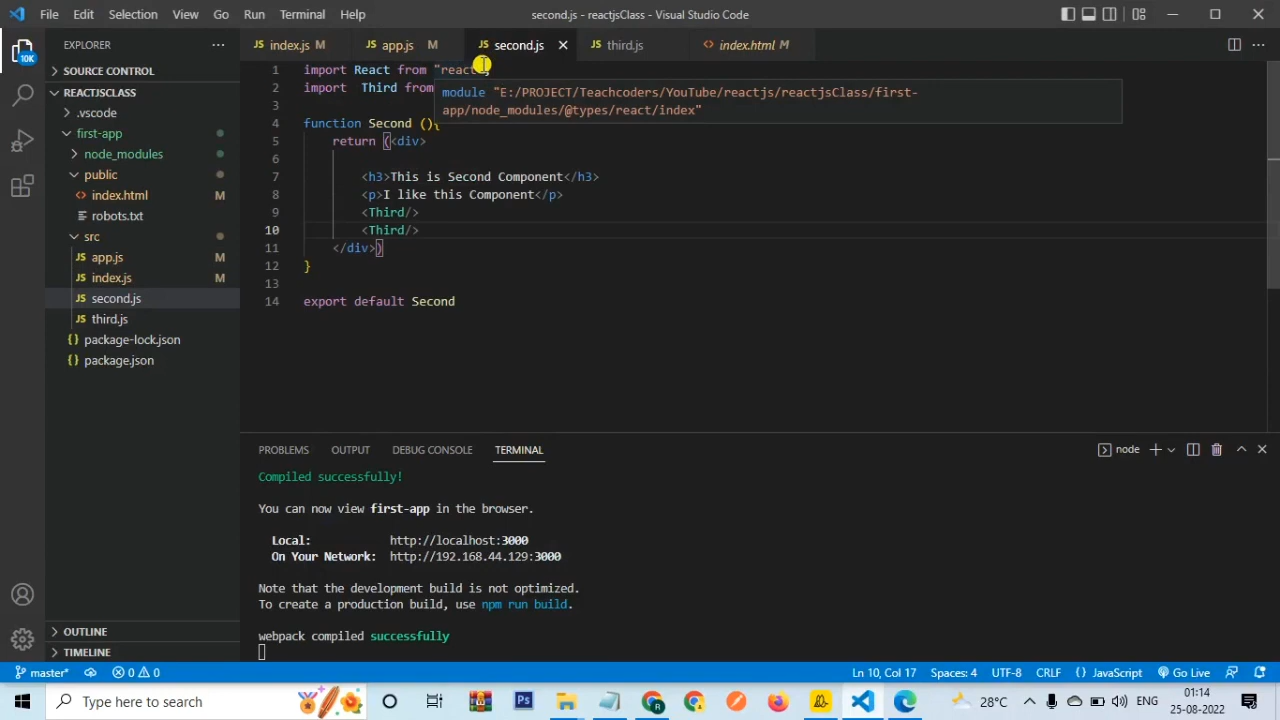 File Edit Selection View Go Run Terminal Help second.js - reactjsClass - Visual Studio Code
10K
EXPLORER
SOURCE CONTROL
REACTJSCLASS
.vscode
first-app
node_modules
public
index.html M
robots.txt
src
app.js M
index.js M
second.js
third.js
package-lock.json
package.json
OUTLINE
TIMELINE
index.js M app.js M second.js third.js index.html M
1 import React from "react
2 import Third from
module "E:/PROJECT/Teachcoders/YouTube/reactjs/reactjsClass/first-
app/node_modules/@types/react/index"
3
4 function Second (){
5 return (<div>
6
7 <h3>This is Second Component</h3>
8 <p>I like this Component</p>
9 <Third/>
10 <Third/>
11 </div>)
12 }
13
14 export default Second
PROBLEMS OUTPUT DEBUG CONSOLE TERMINAL node
Compiled successfully!
You can now view first-app in the browser.
Local: http://localhost:3000
On Your Network: http://192.168.44.129:3000
Note that the development build is not optimized.
To create a production build, use npm run build.
webpack compiled successfully
master* 0 0 Ln 10, Col 17 Spaces: 4 UTF-8 CRLF JavaScript Go Live
Type here to search Ps 28°C ENG 01:14
25-08-2022